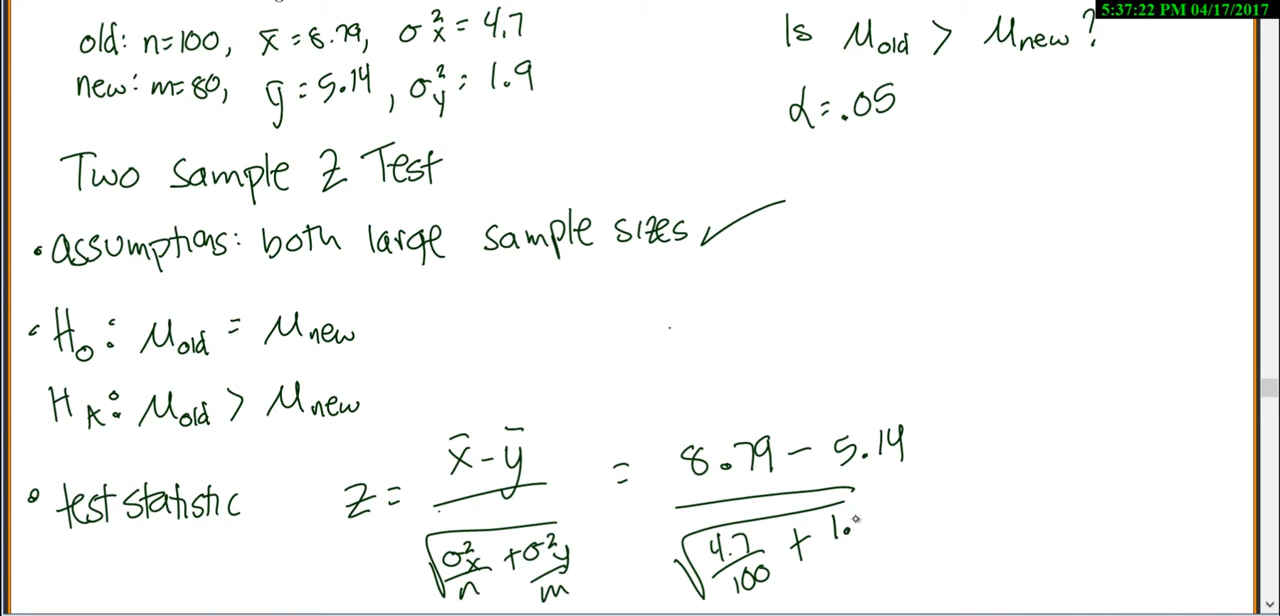 5:37:22 PM 04/17/2017
old: n=100, x̄ = 8.79, σ²x = 4.7
new: m=80, ȳ = 5.14, σ²y = 1.9
Is μold > μnew?
α = .05
Two Sample Z Test
• assumptions: both large sample sizes ✓
• H0: μold = μnew
HA: μold > μnew
• test statistic z = (x̄ - ȳ) / √(σ²x/n + σ²y/m) = (8.79 - 5.14) / √(4.7/100 + 1.